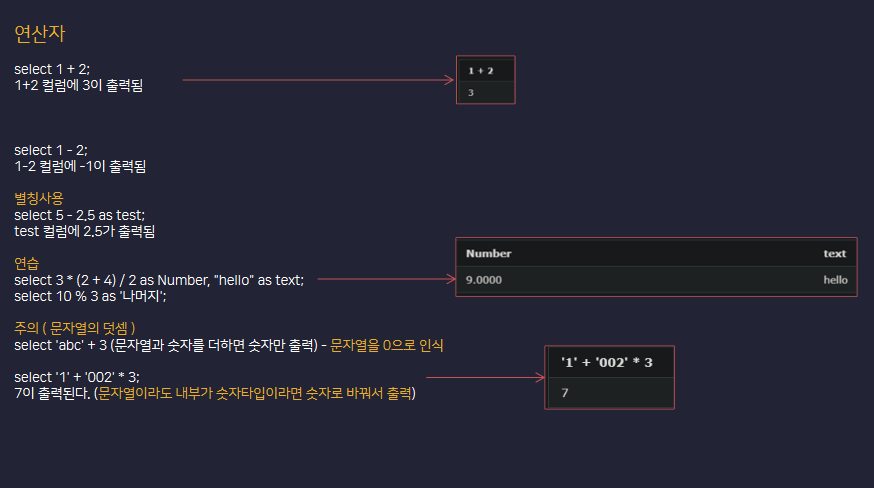 연산자
select 1 + 2;
1+2 컬럼에 3이 출력됨
1 + 2
3
select 1 - 2;
1-2 컬럼에 -1이 출력됨
별칭사용
select 5 - 2.5 as test;
test 컬럼에 2.5가 출력됨
연습
select 3 * (2 + 4) / 2 as Number, "hello" as text;
select 10 % 3 as '나머지';
Number text
9.0000 hello
주의 ( 문자열의 덧셈 )
select 'abc' + 3 (문자열과 숫자를 더하면 숫자만 출력) - 문자열을 0으로 인식
select '1' + '002' * 3;
7이 출력된다. (문자열이라도 내부가 숫자타입이라면 숫자로 바꿔서 출력)
'1' + '002' * 3
7